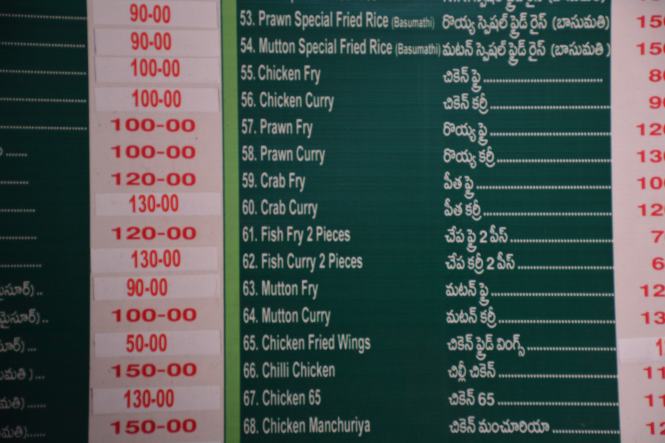 90-00
90-00
100-00
100-00
100-00
100-00
120-00
130-00
120-00
130-00
90-00
100-00
50-00
150-00
130-00
150-00
53. Prawn Special Fried Rice (Basumathi) రొయ్య స్పెషల్ ఫ్రైడ్ రైస్ (బాసుమతి)
54. Mutton Special Fried Rice (Basumathi) మటన్ స్పెషల్ ఫ్రైడ్ రైస్ (బాసుమతి)
55. Chicken Fry చికెన్ ఫ్రై
56. Chicken Curry చికెన్ కర్రీ
57. Prawn Fry రొయ్య ఫ్రై
58. Prawn Curry రొయ్య కర్రీ
59. Crab Fry పీత ఫ్రై
60. Crab Curry పీత కర్రీ
61. Fish Fry 2 Pieces చేప ఫ్రై 2 పీస్
62. Fish Curry 2 Pieces చేప కర్రీ 2 పీస్
63. Mutton Fry మటన్ ఫ్రై
64. Mutton Curry మటన్ కర్రీ
65. Chicken Fried Wings చికెన్ ఫ్రైడ్ వింగ్స్
66. Chilli Chicken చిల్లీ చికెన్
67. Chicken 65 చికెన్ 65
68. Chicken Manchuriya చికెన్ మంచూరియా